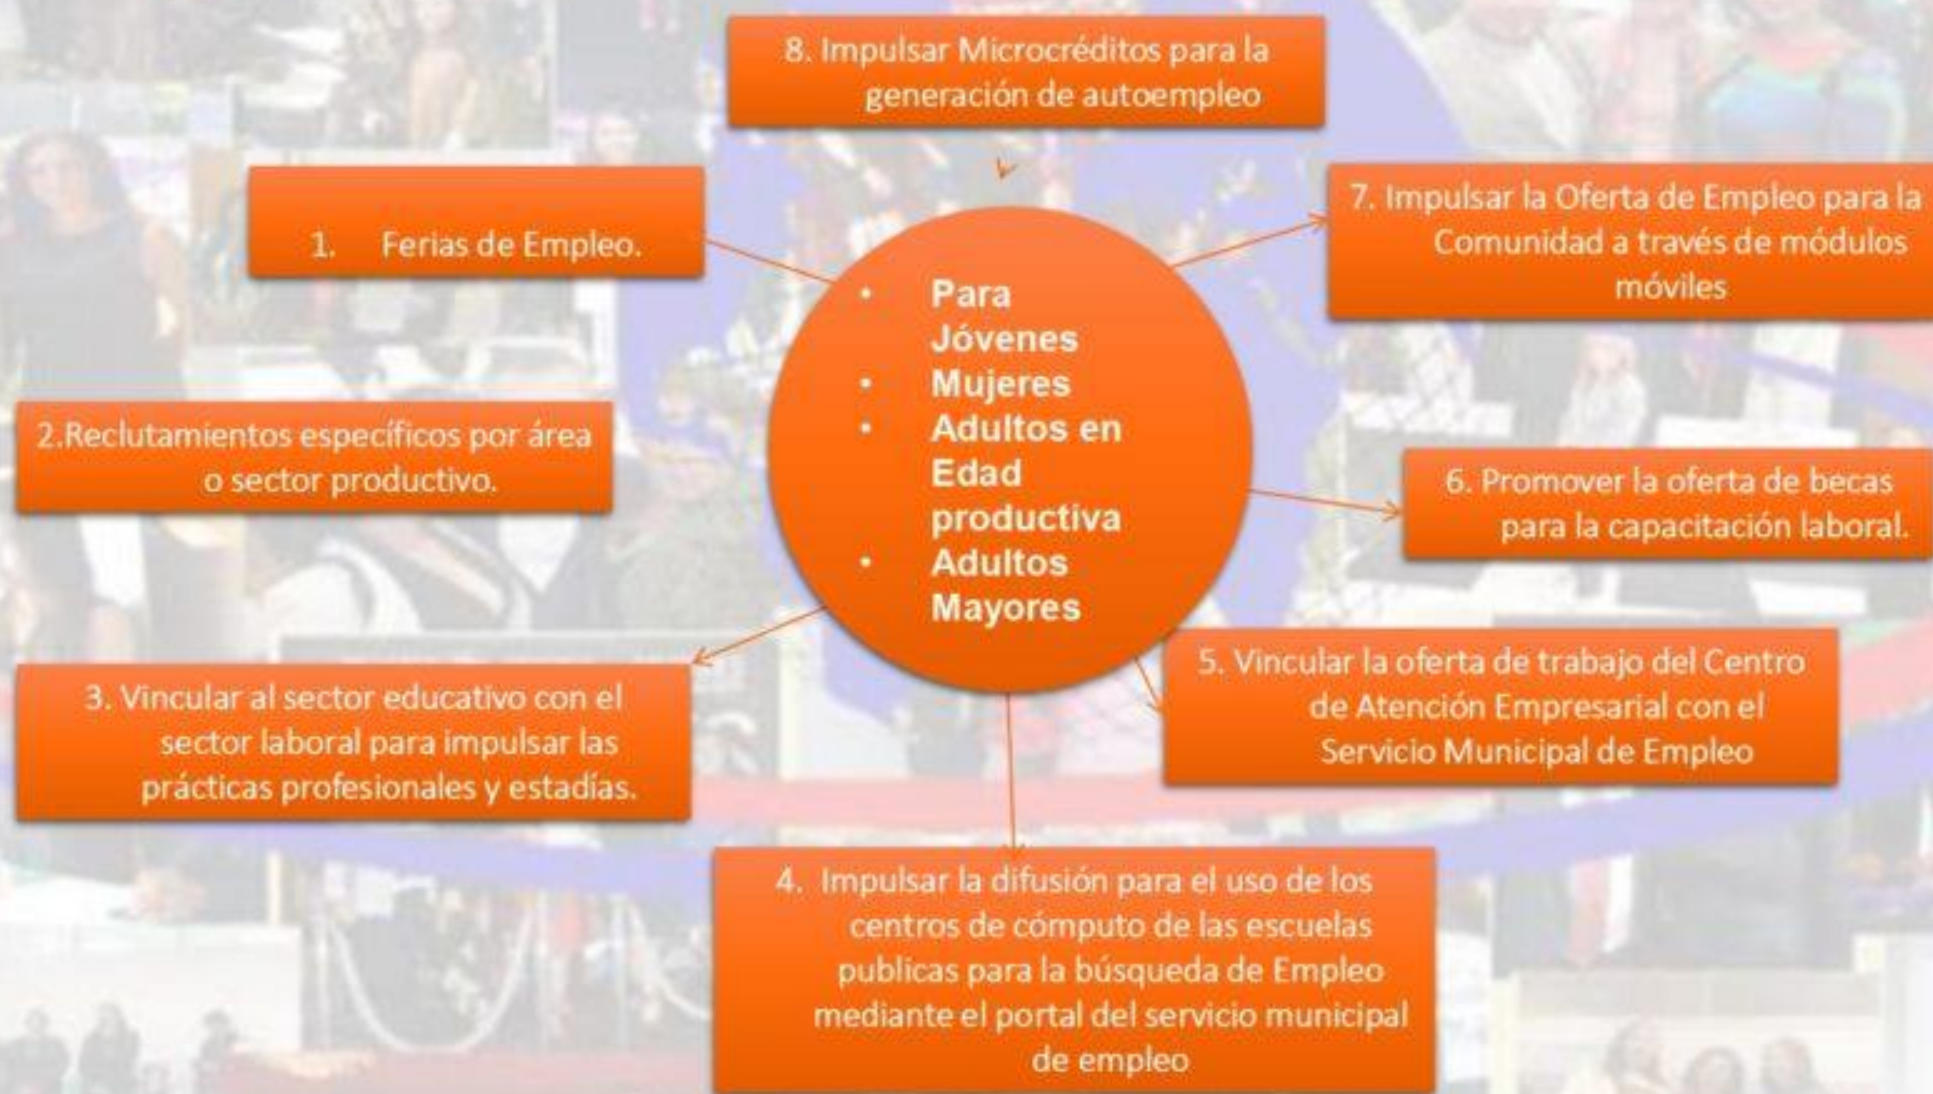 8. Impulsar Microcréditos para la
generación de autoempleo
1. Ferias de Empleo.
7. Impulsar la Oferta de Empleo para la
Comunidad a través de módulos
móviles
• Para
Jóvenes
• Mujeres
• Adultos en
Edad
productiva
• Adultos
Mayores
2.Reclutamientos específicos por área
o sector productivo.
6. Promover la oferta de becas
para la capacitación laboral.
3. Vincular al sector educativo con el
sector laboral para impulsar las
prácticas profesionales y estadías.
5. Vincular la oferta de trabajo del Centro
de Atención Empresarial con el
Servicio Municipal de Empleo
4. Impulsar la difusión para el uso de los
centros de cómputo de las escuelas
publicas para la búsqueda de Empleo
mediante el portal del servicio municipal
de empleo